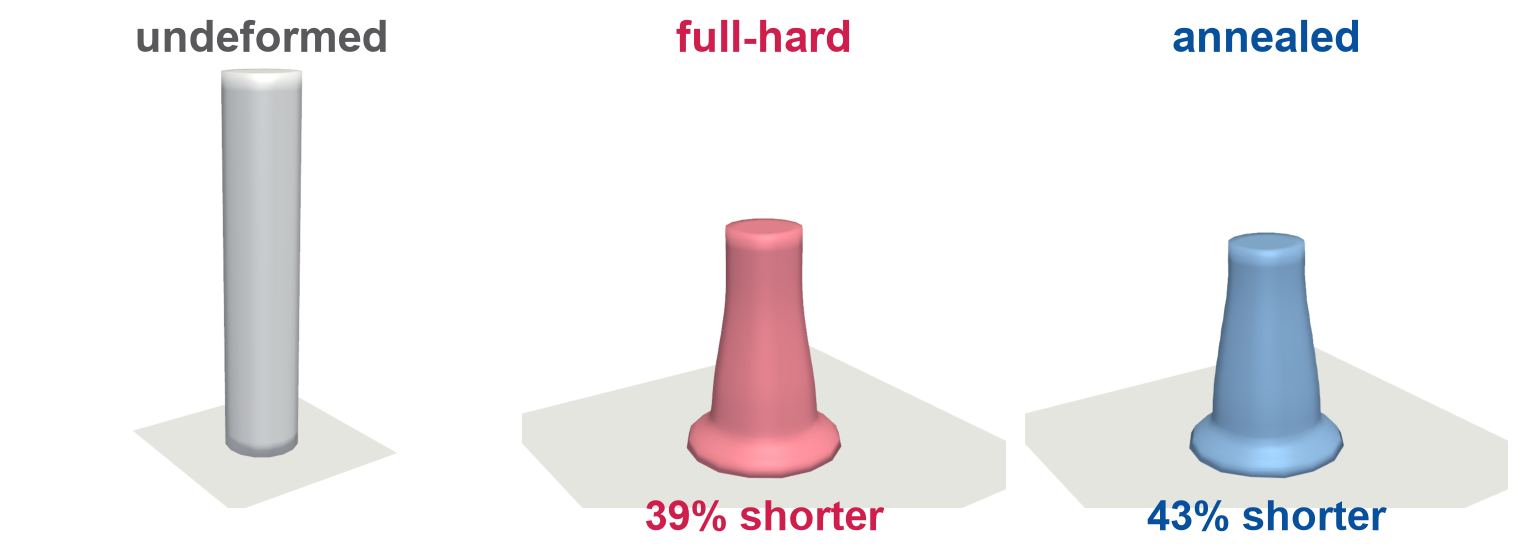 undeformed
full-hard
annealed
39% shorter
43% shorter